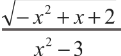 √(−x² + x + 2)
x² − 3